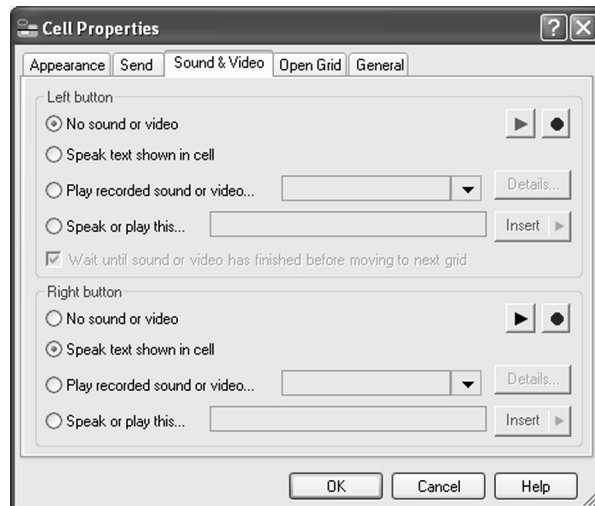 Cell Properties
Appearance Send Sound & Video Open Grid General
Left button
No sound or video
Speak text shown in cell
Play recorded sound or video... Details...
Speak or play this... Insert
Wait until sound or video has finished before moving to next grid
Right button
No sound or video
Speak text shown in cell
Play recorded sound or video... Details...
Speak or play this... Insert
OK Cancel Help